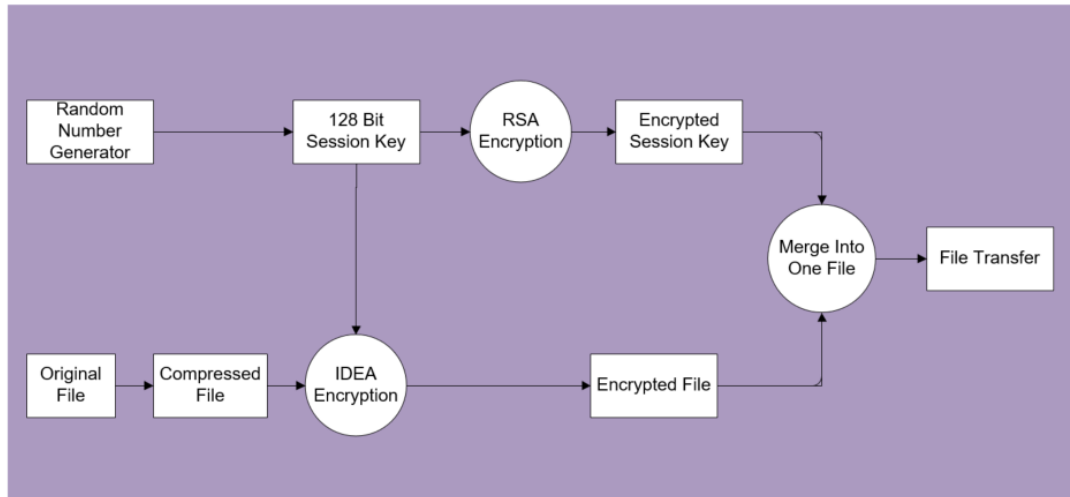 Random
Number
Generator
128 Bit
Session Key
RSA
Encryption
Encrypted
Session Key
Merge Into
One File
File Transfer
Original
File
Compressed
File
IDEA
Encryption
Encrypted File